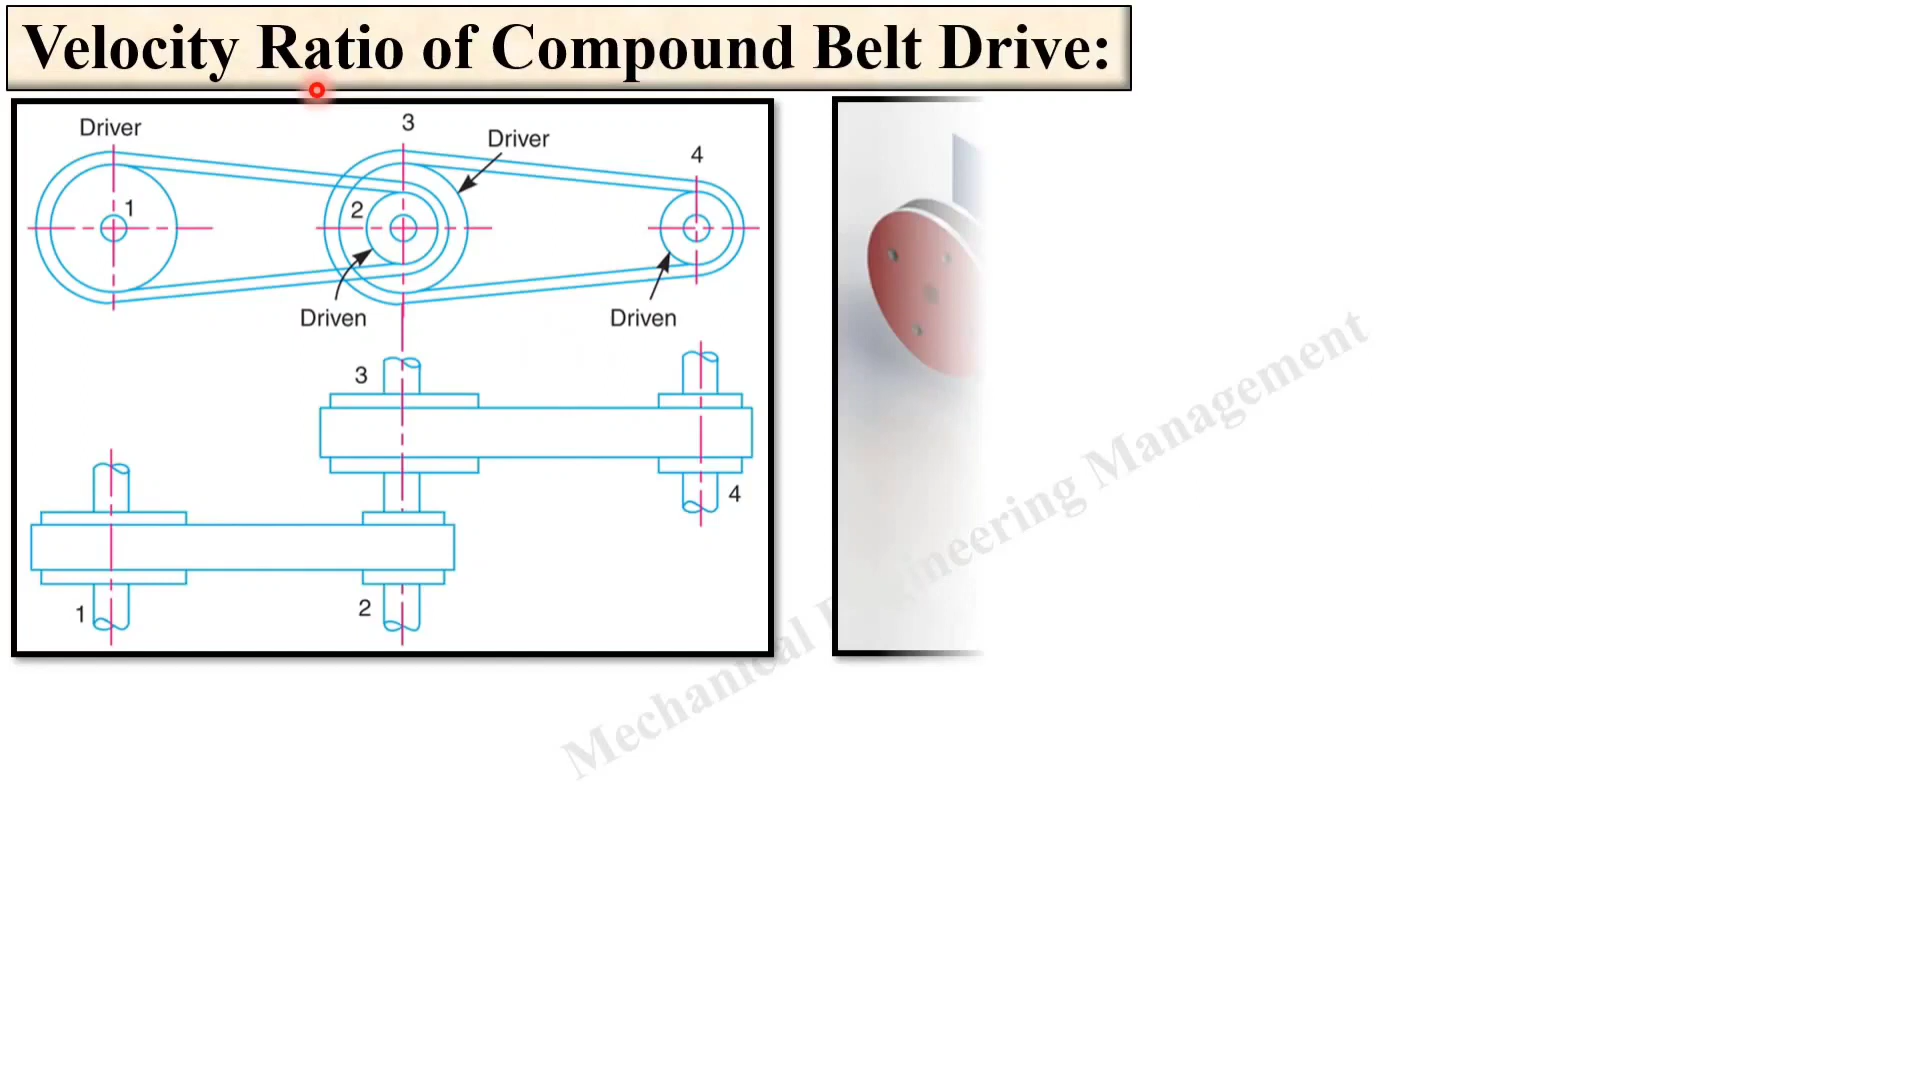 Velocity Ratio of Compound Belt Drive:
Driver
3
Driver
4
1
2
Driven
Driven
3
4
1
2
Mechanical Engineering Management